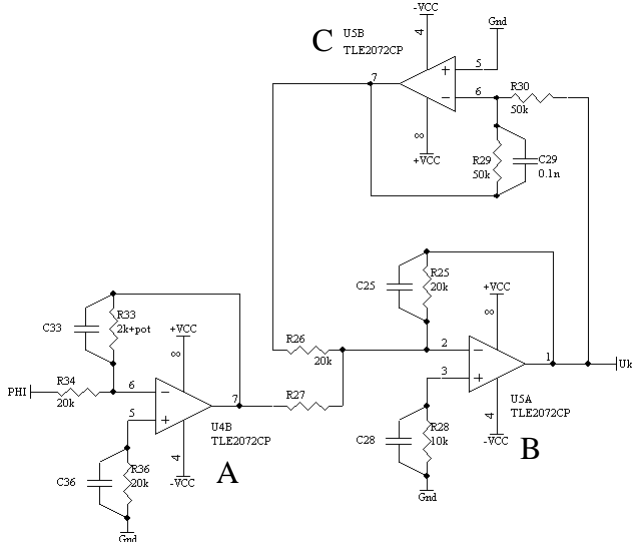 -VCC
4
Gnd
C
U5B
TLE2072CP
7
+
5
−
6
R30
50k
8
+VCC
R29
50k
C29
0.1n
C25
R25
20k
+VCC
8
R26
20k
2
−
1
Uk
3
+
U5A
TLE2072CP
4
-VCC
B
C28
R28
10k
Gnd
R27
C33
R33
2k+pot
+VCC
8
PHI
R34
20k
6
−
7
5
+
U4B
TLE2072CP
4
-VCC
A
C36
R36
20k
Gnd